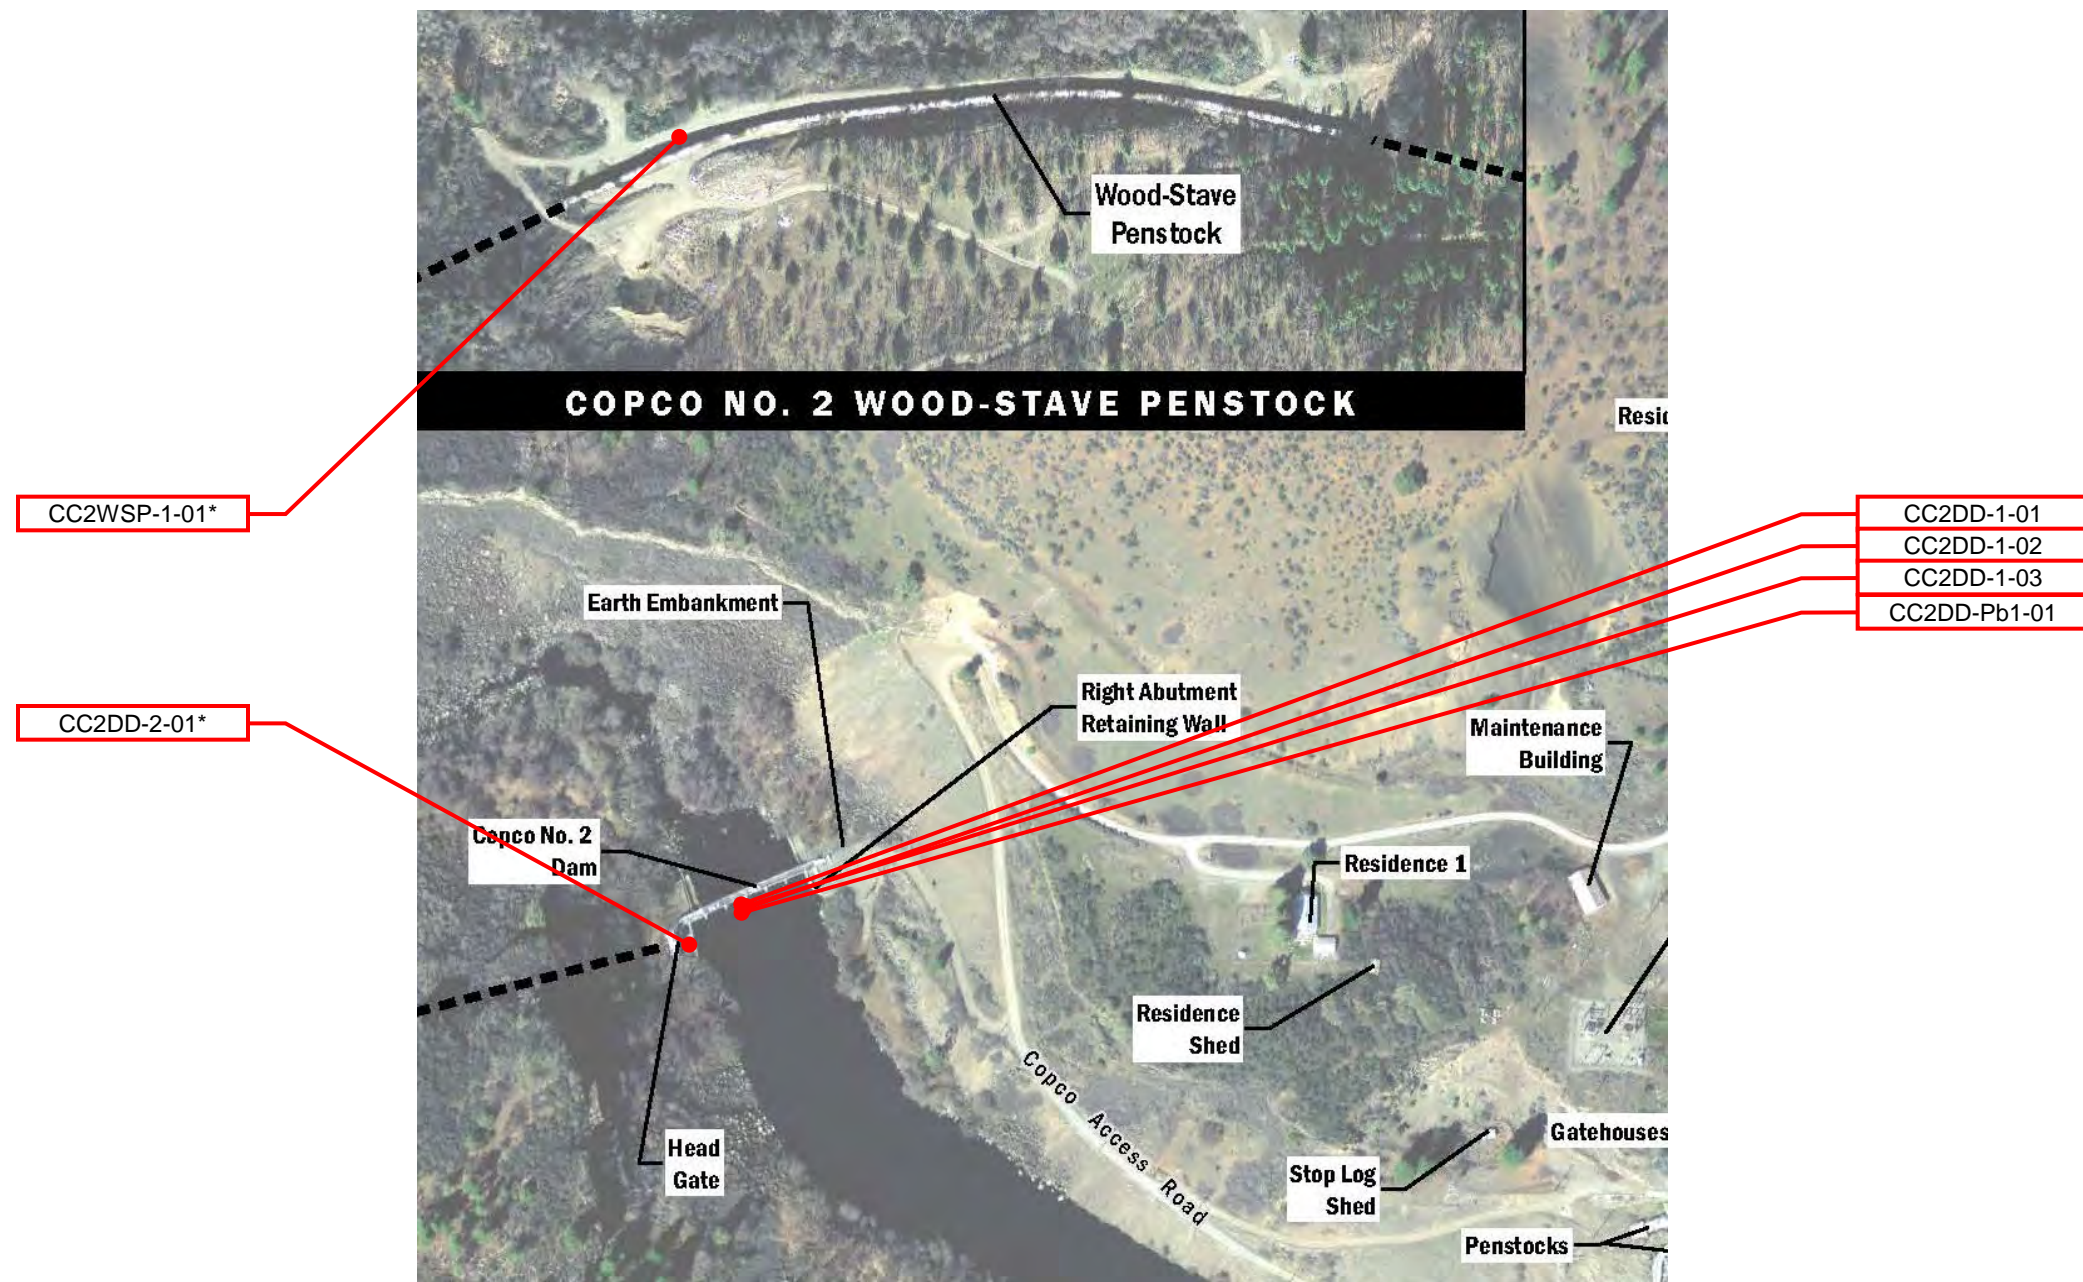 Wood-Stave
Penstock
COPCO NO. 2 WOOD-STAVE PENSTOCK
Resid
CC2WSP-1-01*
CC2DD-1-01
CC2DD-1-02
CC2DD-1-03
CC2DD-Pb1-01
Earth Embankment
Right Abutment
Retaining Wall
CC2DD-2-01*
Maintenance
Building
Copco No. 2
Dam
Residence 1
Residence
Shed
Copco Access Road
Head
Gate
Gatehouses
Stop Log
Shed
Penstocks